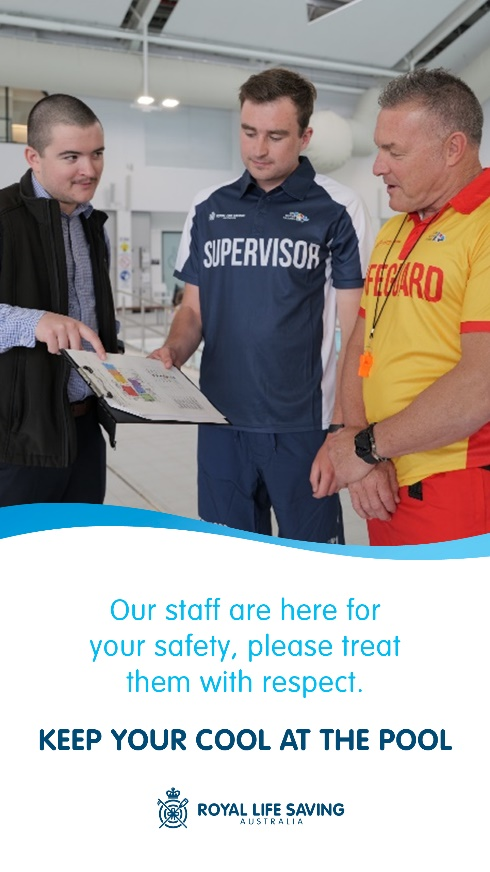 SUPERVISOR
FEGUARD
Our staff are here for
your safety, please treat
them with respect.
KEEP YOUR COOL AT THE POOL
ROYAL LIFE SAVING
AUSTRALIA